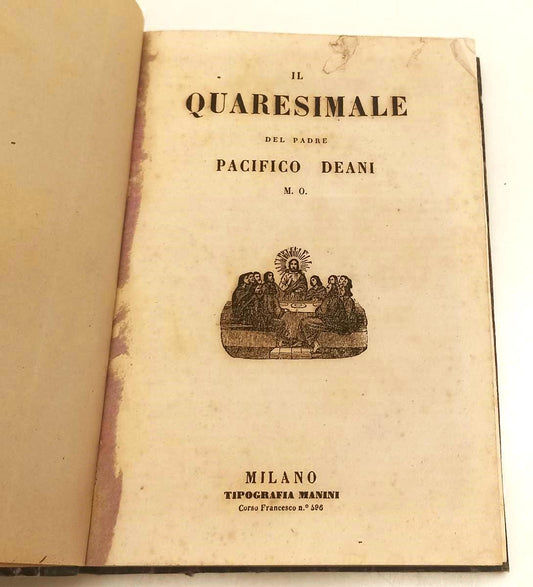 IL
QUARESIMALE
DEL PADRE
PACIFICO DEANI
M. O.
MILANO
TIPOGRAFIA MANINI
Corso Francesco n.º 596